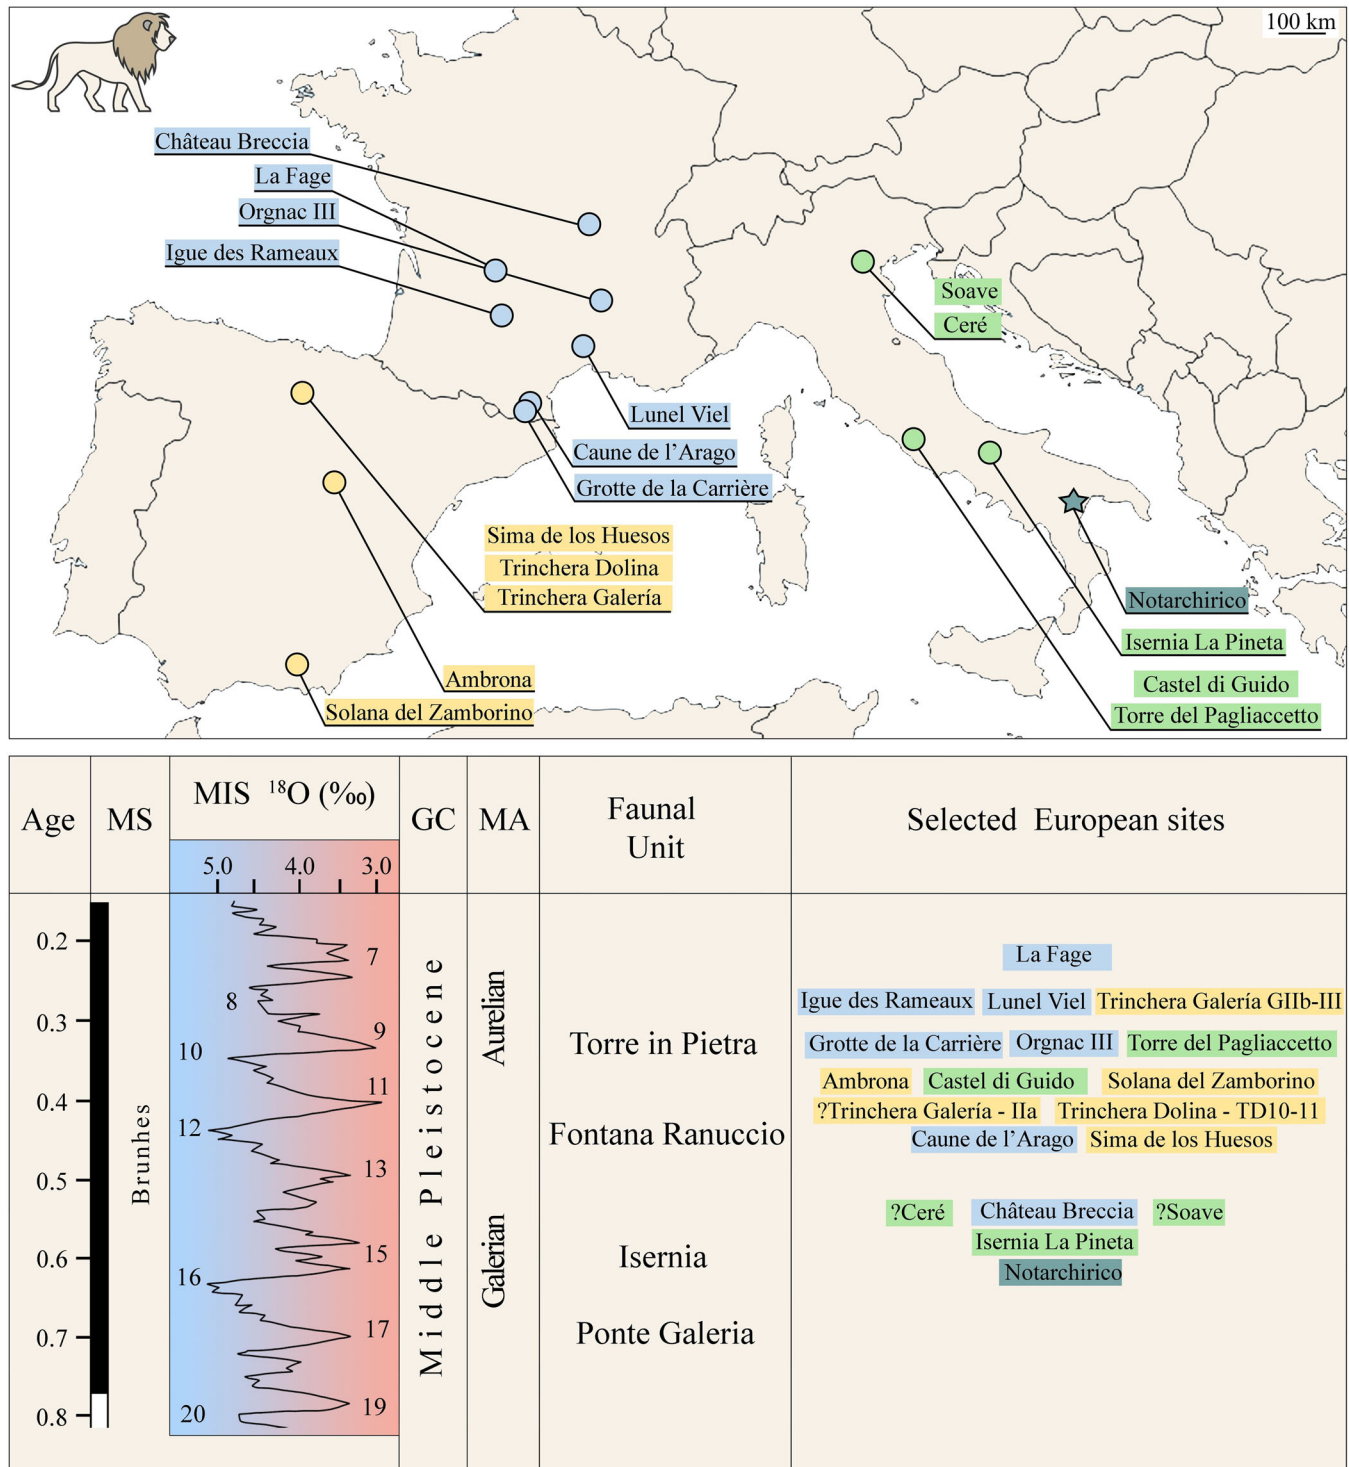 100 km
Château Breccia
La Fage
Orgnac III
Igue des Rameaux
Soave
Ceré
Lunel Viel
Caune de l’Arago
Grotte de la Carrière
Sima de los Huesos
Trinchera Dolina
Trinchera Galería
Notarchirico
Isernia La Pineta
Ambrona
Castel di Guido
Solana del Zamborino
Torre del Pagliaccetto
Age
MS
MIS ¹⁸O (‰)
GC
MA
Faunal
Unit
Selected European sites
5.0 4.0 3.0
0.2
0.3
0.4
0.5
0.6
0.7
0.8
Brunhes
7
8
9
10
11
12
13
15
16
17
19
20
Middle Pleistocene
Aurelian
Galerian
Torre in Pietra
Fontana Ranuccio
Isernia
Ponte Galeria
La Fage
Igue des Rameaux Lunel Viel Trinchera Galería GIIb-III
Grotte de la Carrière Orgnac III Torre del Pagliaccetto
Ambrona Castel di Guido Solana del Zamborino
?Trinchera Galería - IIa Trinchera Dolina - TD10-11
Caune de l’Arago Sima de los Huesos
?Ceré Château Breccia ?Soave
Isernia La Pineta
Notarchirico